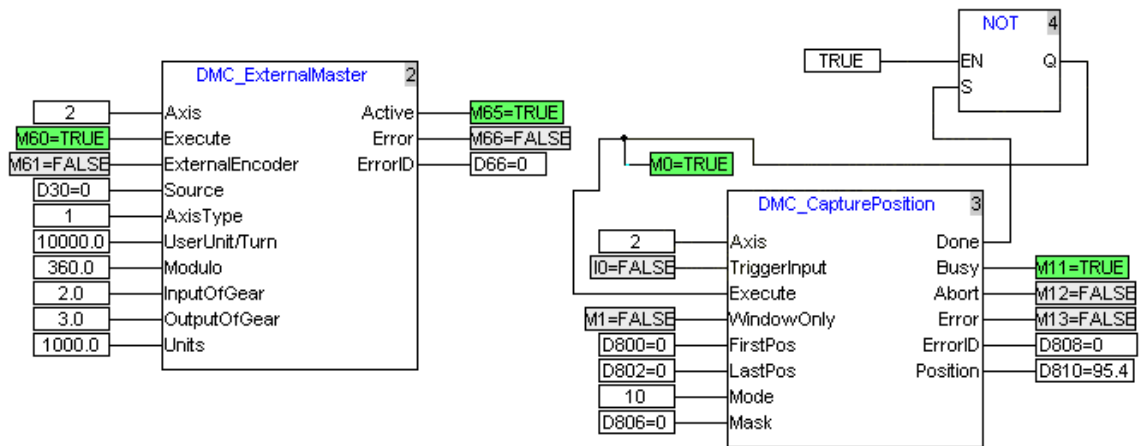 NOT 4
TRUE EN Q
S
DMC_ExternalMaster 2
2 Axis Active M65=TRUE
M60=TRUE Execute Error M66=FALSE
M61=FALSE ExternalEncoder ErrorID D66=0
D30=0 Source
1 AxisType
10000.0 UserUnit/Turn
360.0 Modulo
2.0 InputOfGear
3.0 OutputOfGear
1000.0 Units
M0=TRUE
DMC_CapturePosition 3
2 Axis Done
I0=FALSE TriggerInput Busy M11=TRUE
Execute Abort M12=FALSE
M1=FALSE WindowOnly Error M13=FALSE
D800=0 FirstPos ErrorID D808=0
D802=0 LastPos Position D810=95.4
10 Mode
D806=0 Mask